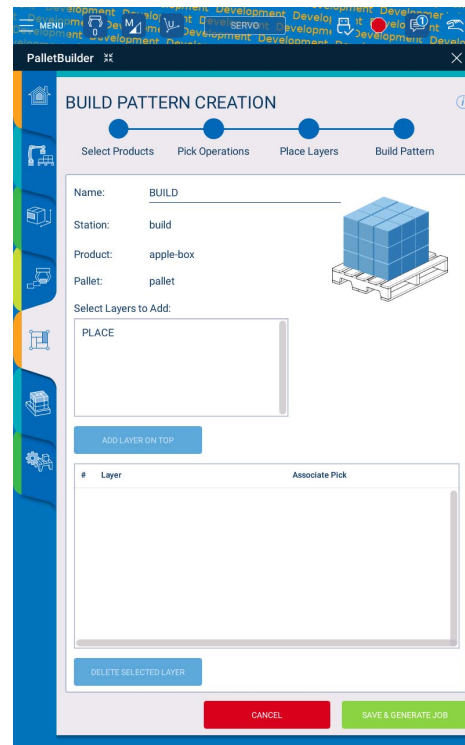 MENU
0
M
SERVO
1
PalletBuilder
BUILD PATTERN CREATION
Select Products Pick Operations Place Layers Build Pattern
Name: BUILD
Station: build
Product: apple-box
Pallet: pallet
Select Layers to Add:
PLACE
ADD LAYER ON TOP
# Layer Associate Pick
DELETE SELECTED LAYER
CANCEL SAVE & GENERATE JOB